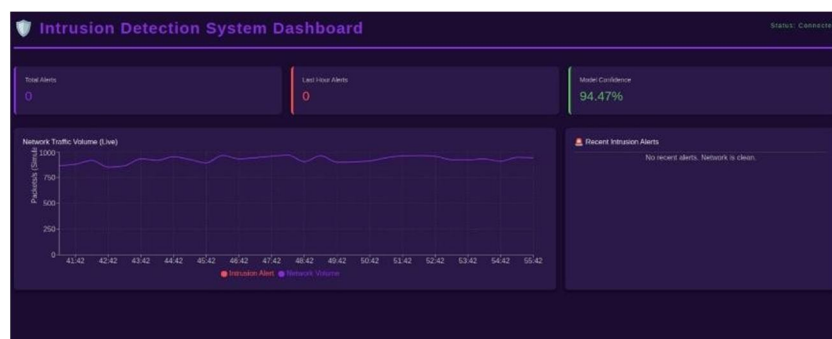 Intrusion Detection System Dashboard
Status: Connecte
Total Alerts
0
Last Hour Alerts
0
Model Confidence
94.47%
Network Traffic Volume (Live)
Packets/s (Simula
1000
750
500
250
0
41:42 42:42 43:42 44:42 45:42 46:42 47:42 48:42 49:42 50:42 51:42 52:42 53:42 54:42 55:42
Intrusion Alert Network Volume
Recent Intrusion Alerts
No recent alerts. Network is clean.